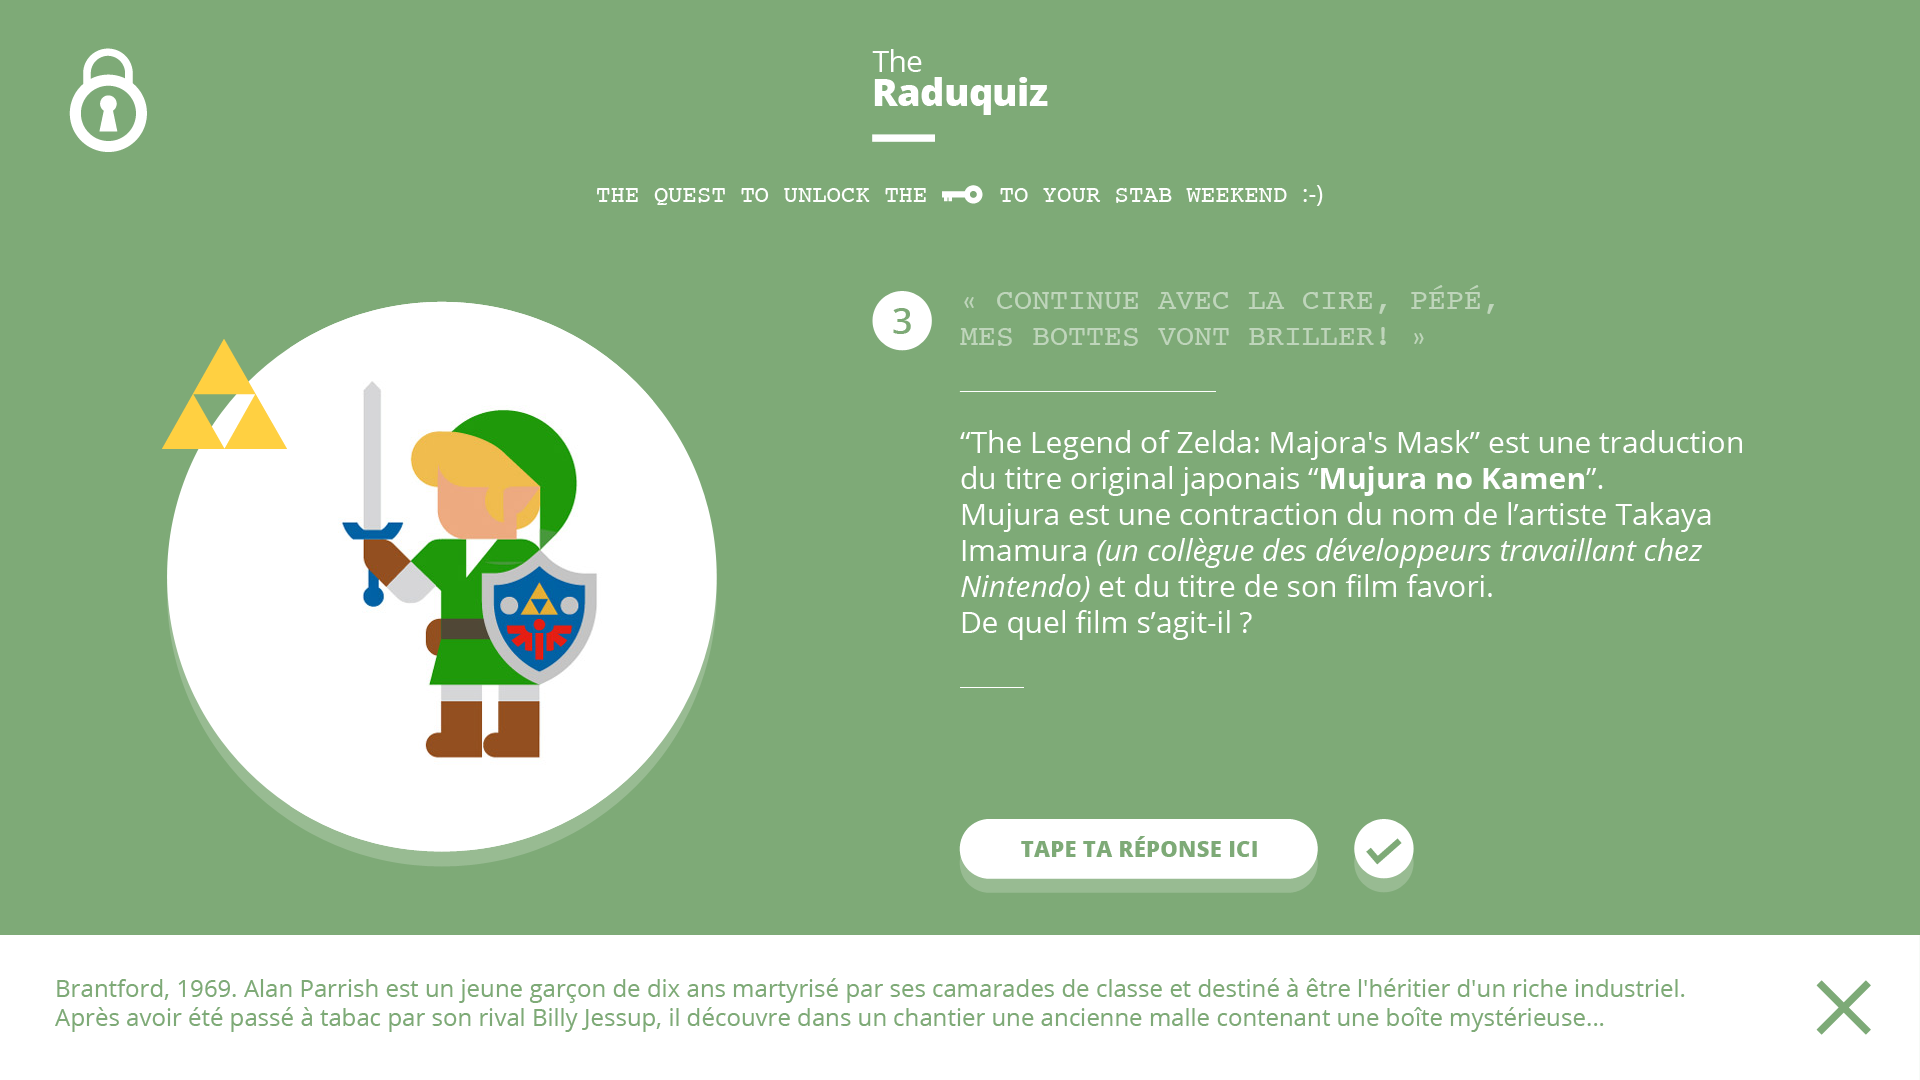 The
Raduquiz
THE QUEST TO UNLOCK THE TO YOUR STAB WEEKEND :-)
3
« CONTINUE AVEC LA CIRE, PÉPÉ,
MES BOTTES VONT BRILLER! »
“The Legend of Zelda: Majora's Mask” est une traduction
du titre original japonais “Mujura no Kamen”.
Mujura est une contraction du nom de l’artiste Takaya
Imamura (un collègue des développeurs travaillant chez
Nintendo) et du titre de son film favori.
De quel film s’agit-il ?
TAPE TA RÉPONSE ICI
Brantford, 1969. Alan Parrish est un jeune garçon de dix ans martyrisé par ses camarades de classe et destiné à être l'héritier d'un riche industriel.
Après avoir été passé à tabac par son rival Billy Jessup, il découvre dans un chantier une ancienne malle contenant une boîte mystérieuse...